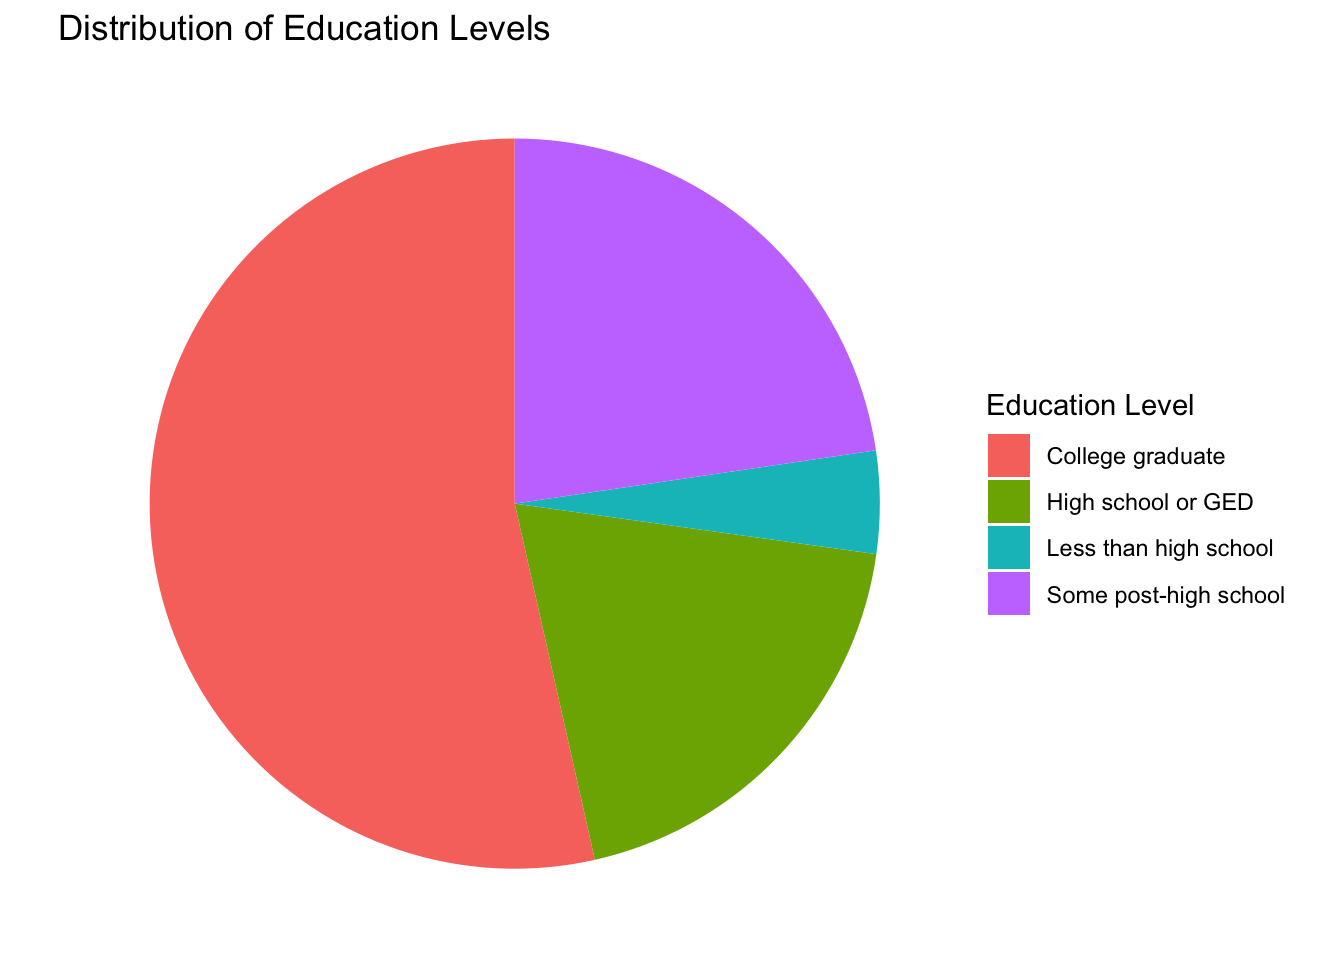 Distribution of Education Levels
Education Level
College graduate
High school or GED
Less than high school
Some post-high school